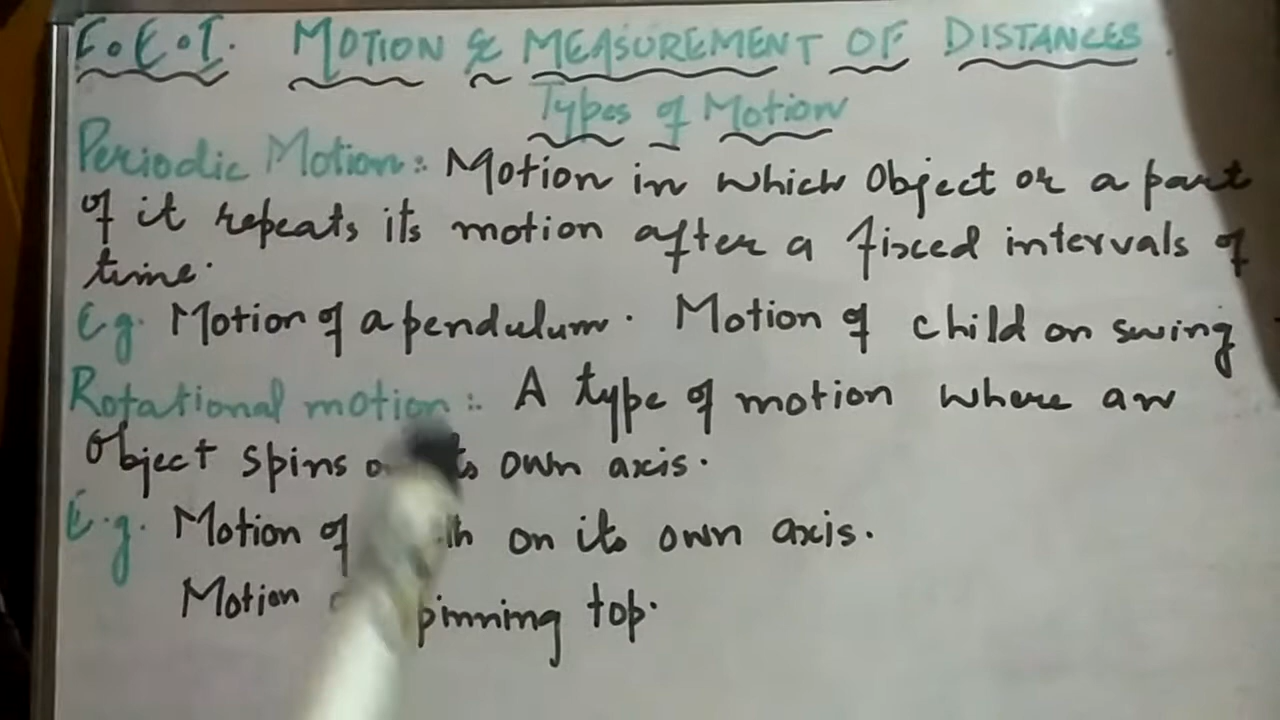 E.O.E.T. MOTION & MEASUREMENT OF DISTANCES
Types of Motion
Periodic Motion:- Motion in which Object or a part
of it repeats its motion after a fixed intervals of
time.
Eg. Motion of a pendulum. Motion of child on swing
Rotational motion:- A type of motion where an
Object spins own axis.
E.g. Motion of on its own axis.
Motion top.